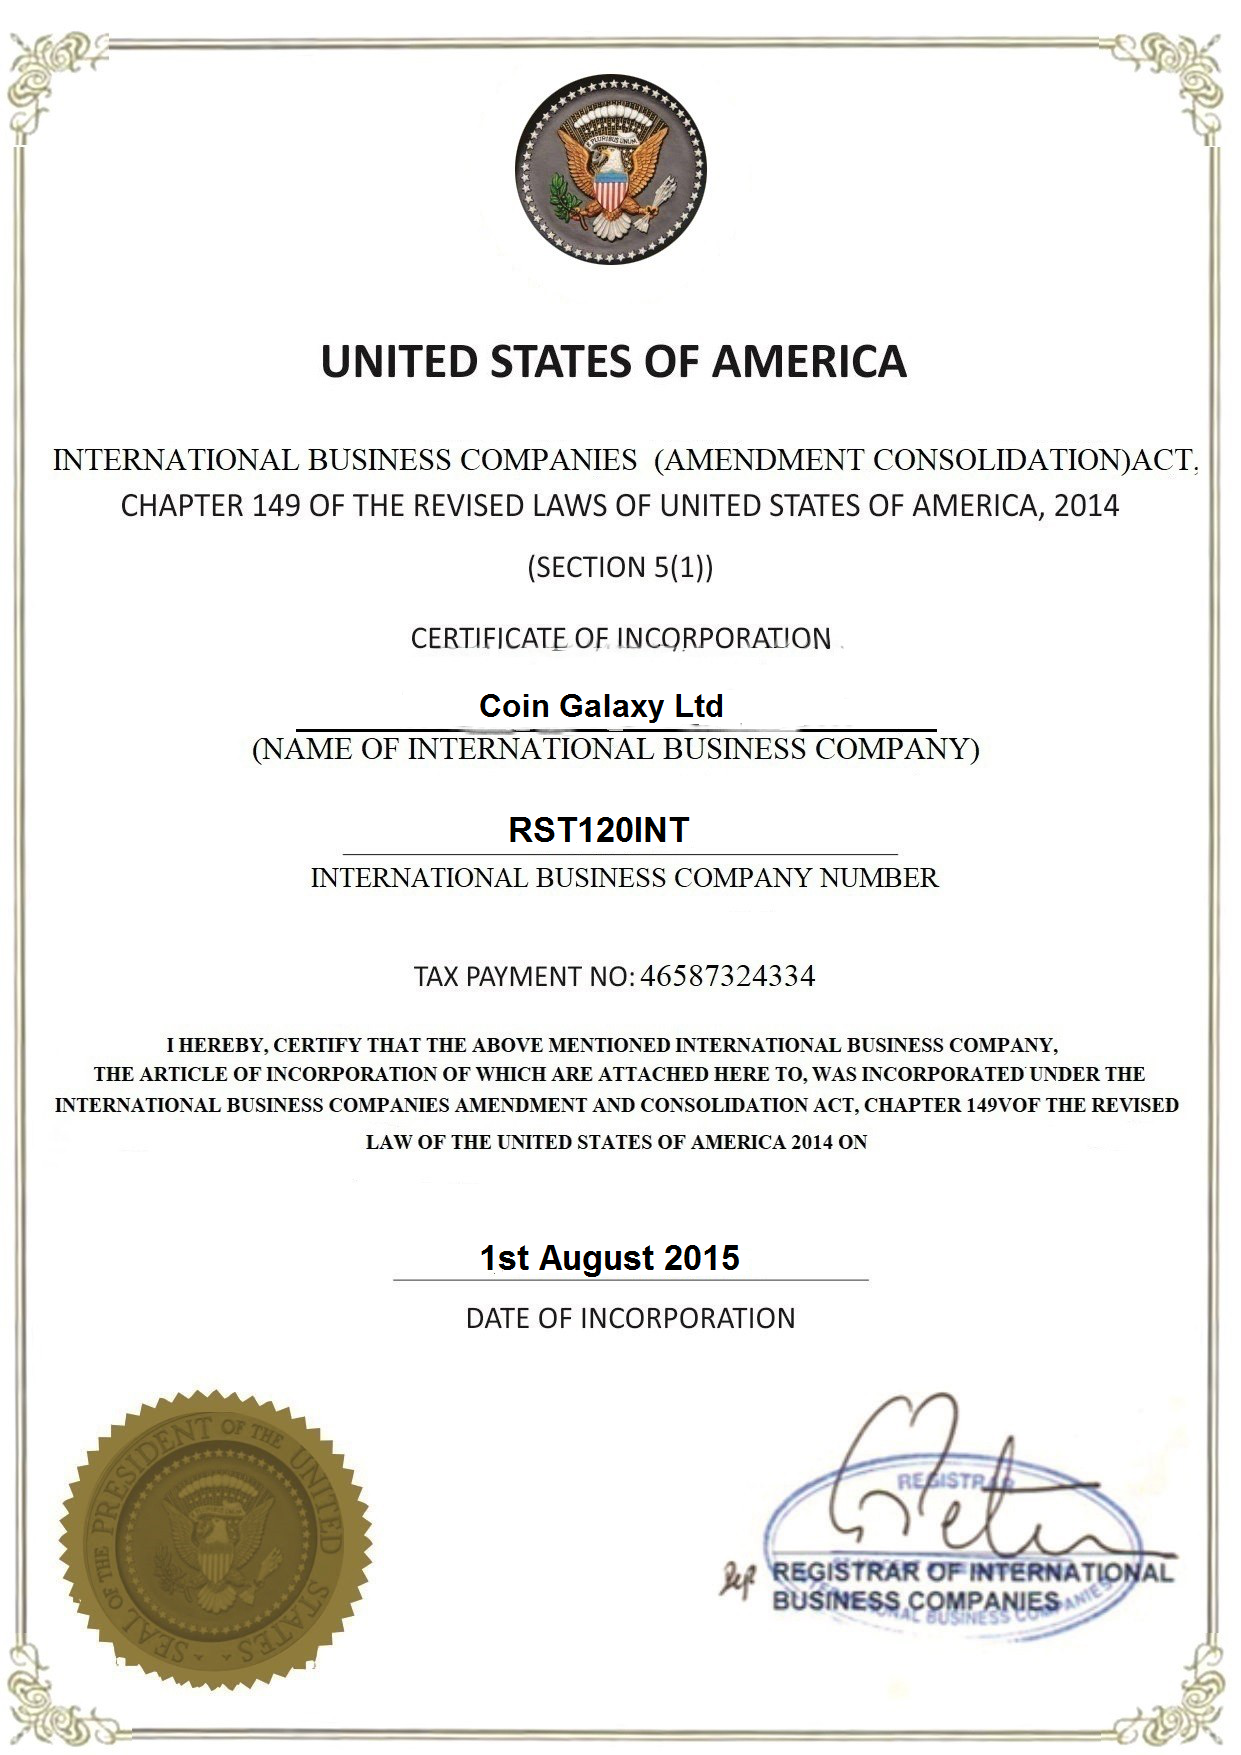 E PLURIBUS UNUM
UNITED STATES OF AMERICA
INTERNATIONAL BUSINESS COMPANIES (AMENDMENT CONSOLIDATION)ACT,
CHAPTER 149 OF THE REVISED LAWS OF UNITED STATES OF AMERICA, 2014
(SECTION 5(1))
CERTIFICATE OF INCORPORATION
Coin Galaxy Ltd
(NAME OF INTERNATIONAL BUSINESS COMPANY)
RST120INT
INTERNATIONAL BUSINESS COMPANY NUMBER
TAX PAYMENT NO: 46587324334
I HEREBY, CERTIFY THAT THE ABOVE MENTIONED INTERNATIONAL BUSINESS COMPANY,
THE ARTICLE OF INCORPORATION OF WHICH ARE ATTACHED HERE TO, WAS INCORPORATED UNDER THE
INTERNATIONAL BUSINESS COMPANIES AMENDMENT AND CONSOLIDATION ACT, CHAPTER 149VOF THE REVISED
LAW OF THE UNITED STATES OF AMERICA 2014 ON
1st August 2015
DATE OF INCORPORATION
SEAL OF THE PRESIDENT OF THE UNITED STATES
REGISTRAR
REGISTRAR OF INTERNATIONAL
BUSINESS COMPANIES
INTERNATIONAL BUSINESS COMPANIES